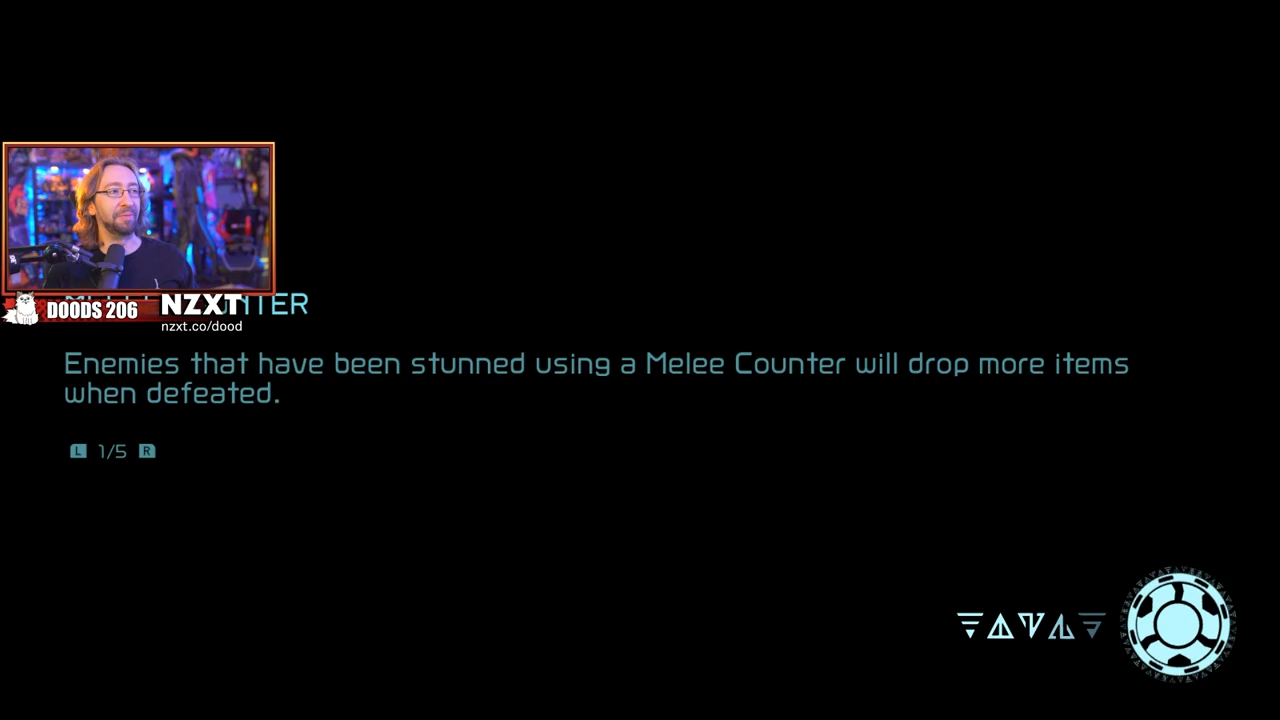 DOODS 206
NZXT
nzxt.co/dood
Enemies that have been stunned using a Melee Counter will drop more items
when defeated.
L 1/5 R